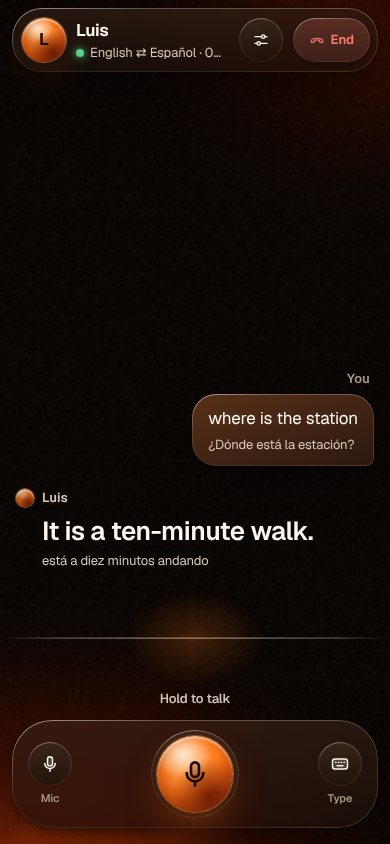 L
Luis
English ⇄ Español · 0...
End
You
where is the station
¿Dónde está la estación?
Luis
It is a ten-minute walk.
está a diez minutos andando
Hold to talk
Mic
Type